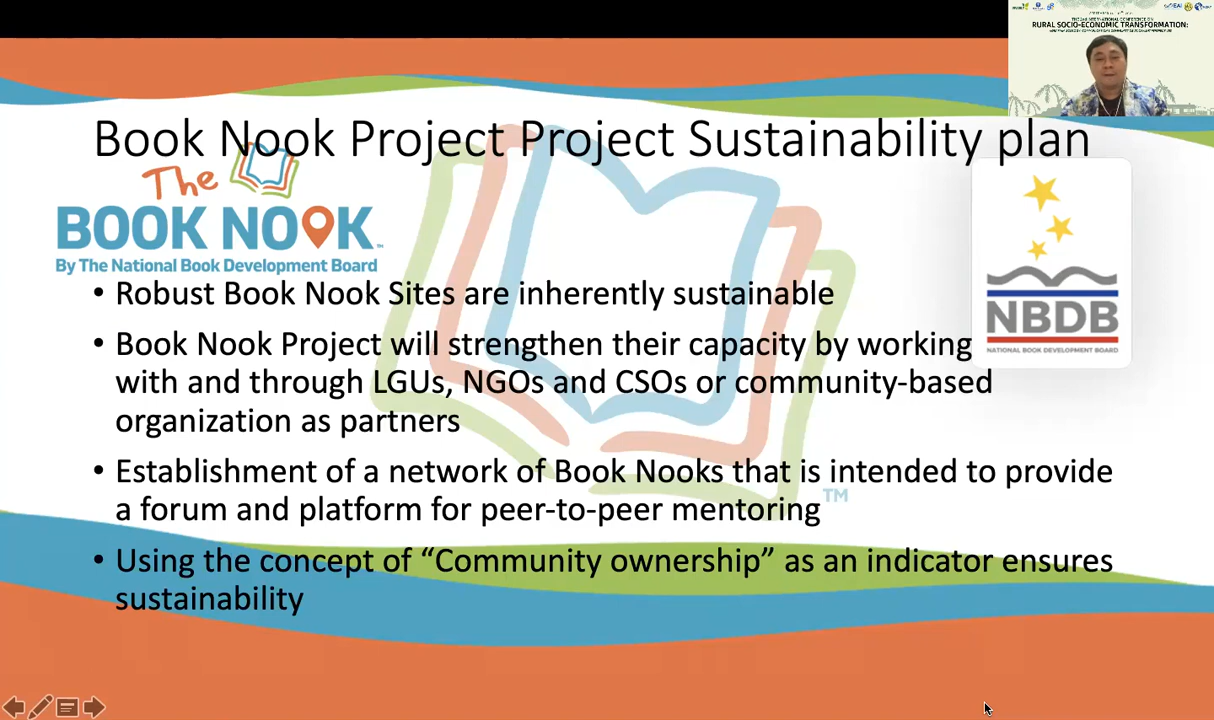 RURAL SOCIO-ECONOMIC TRANSFORMATION:
Book Nook Project Project Sustainability plan
The
BOOK NOOK
TM
By The National Book Development Board
NBDB
NATIONAL BOOK DEVELOPMENT BOARD
• Robust Book Nook Sites are inherently sustainable
• Book Nook Project will strengthen their capacity by working
with and through LGUs, NGOs and CSOs or community-based
organization as partners
• Establishment of a network of Book Nooks that is intended to provide
a forum and platform for peer-to-peer mentoring
TM
• Using the concept of “Community ownership” as an indicator ensures
sustainability